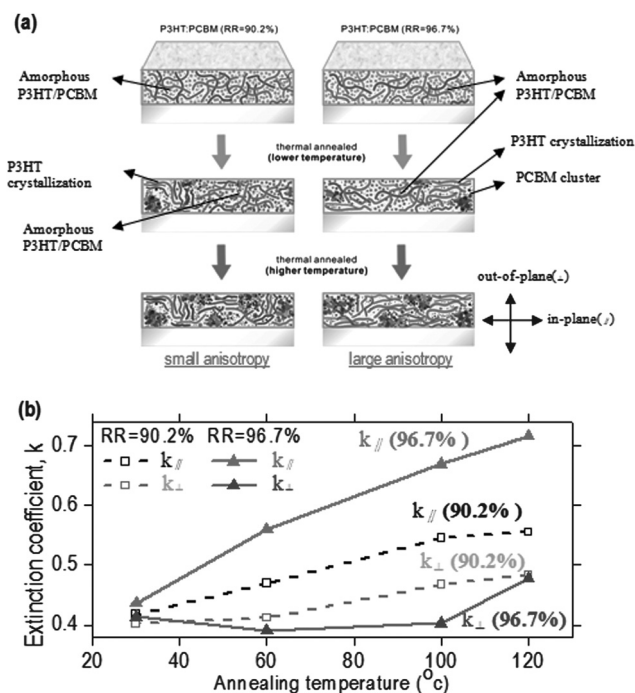 (a)
P3HT:PCBM (RR=90.2%)
P3HT:PCBM (RR=96.7%)
Amorphous
P3HT/PCBM
Amorphous
P3HT/PCBM
thermal annealed
(lower temperature)
P3HT
crystallization
P3HT crystallization
PCBM cluster
Amorphous
P3HT/PCBM
thermal annealed
(higher temperature)
out-of-plane(⊥)
in-plane(∥)
small anisotropy
large anisotropy
(b)
RR=90.2% RR=96.7%
k∥ k∥
k⊥ k⊥
k∥ (96.7%)
k∥ (90.2%)
k⊥ (90.2%)
k⊥ (96.7%)
Extinction coefficient, k
0.7
0.6
0.5
0.4
20 40 60 80 100 120
Annealing temperature (°c)